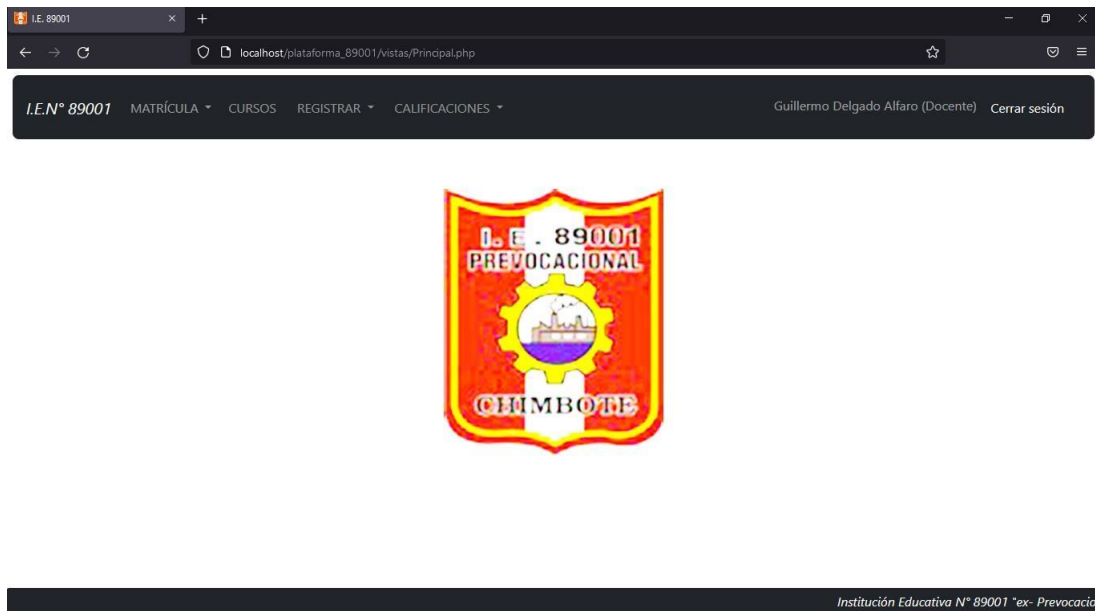 I.E. 89001
localhost/plataforma_89001/vistas/Principal.php
I.E.N° 89001 MATRÍCULA CURSOS REGISTRAR CALIFICACIONES Guillermo Delgado Alfaro (Docente) Cerrar sesión
I. E. 89001
PREVOCACIONAL
CHIMBOTE
Institución Educativa N° 89001 "ex- Prevocacio